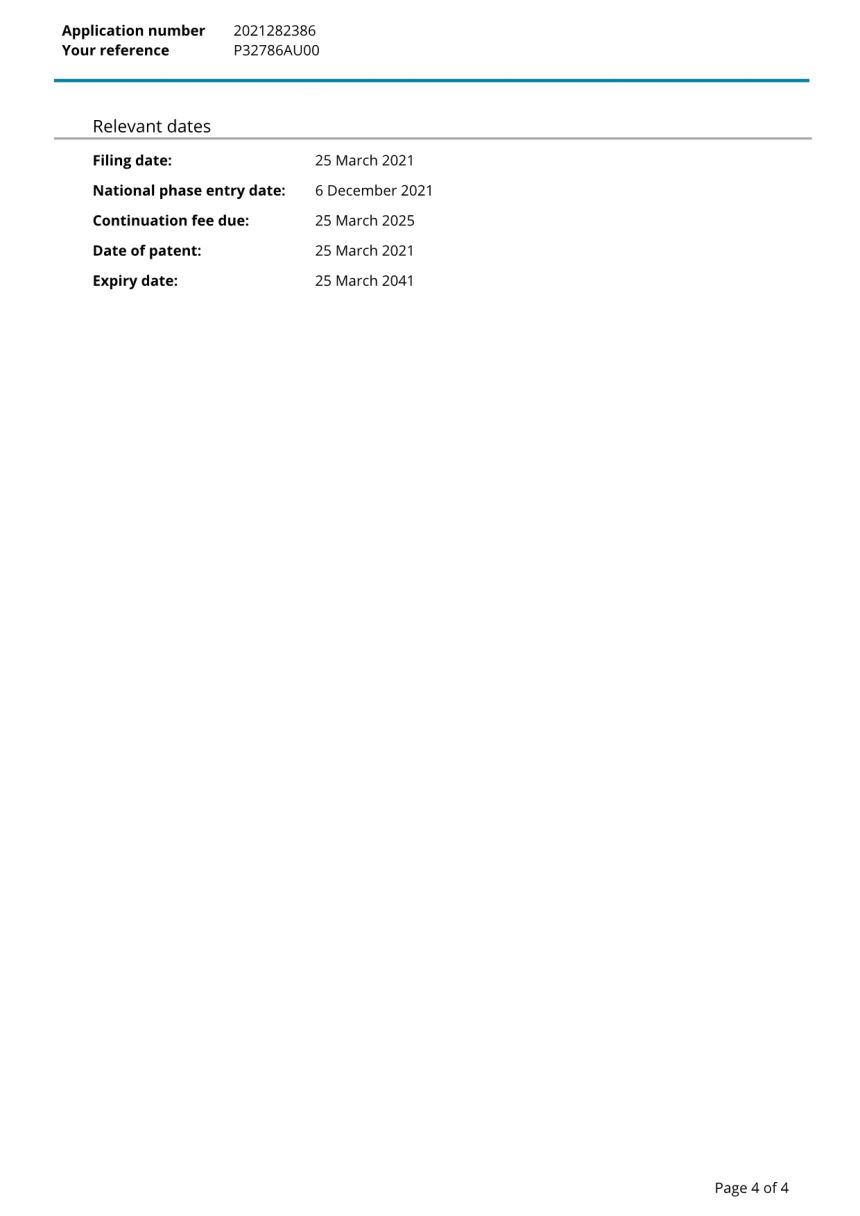 Application number 2021282386
Your reference P32786AU00
Relevant dates
Filing date: 25 March 2021
National phase entry date: 6 December 2021
Continuation fee due: 25 March 2025
Date of patent: 25 March 2021
Expiry date: 25 March 2041
Page 4 of 4